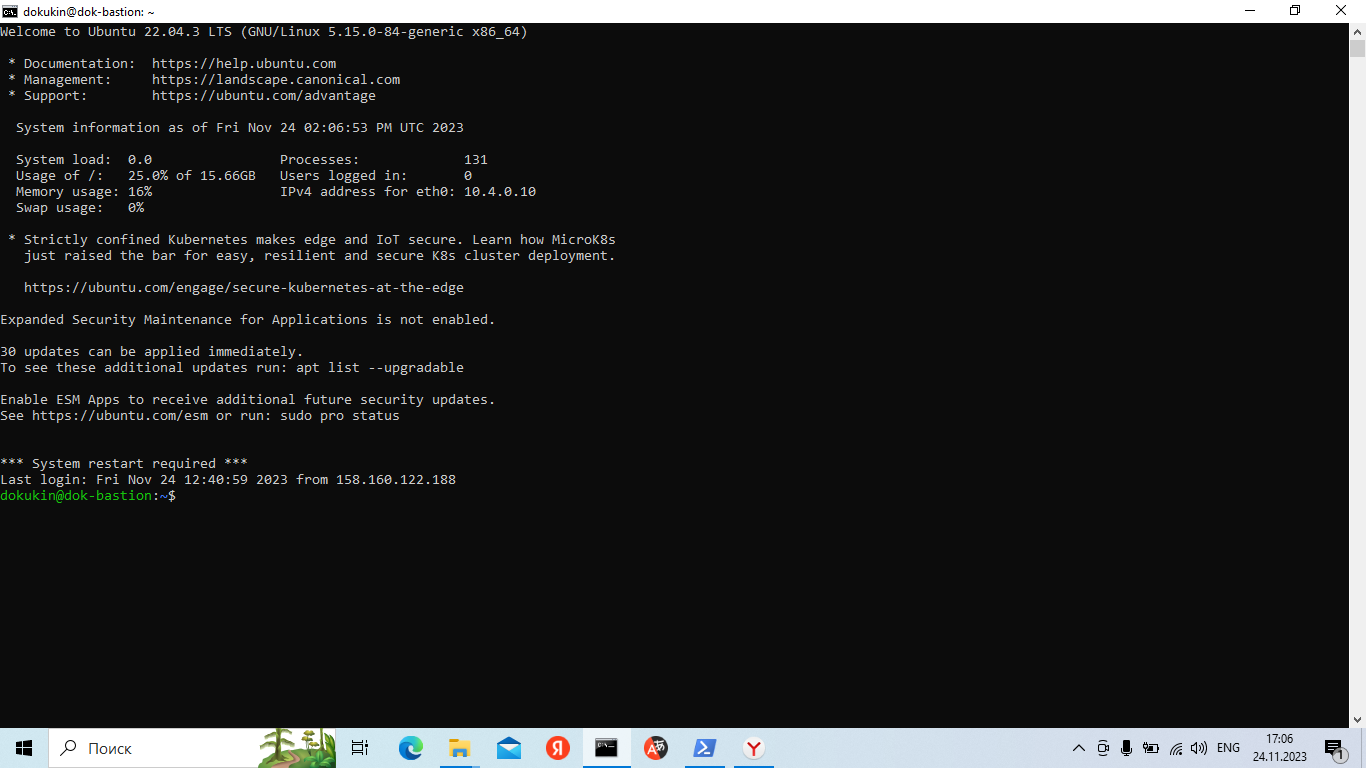 dokukin@dok-bastion: ~
Welcome to Ubuntu 22.04.3 LTS (GNU/Linux 5.15.0-84-generic x86_64)
* Documentation:  https://help.ubuntu.com
* Management:     https://landscape.canonical.com
* Support:        https://ubuntu.com/advantage
System information as of Fri Nov 24 02:06:53 PM UTC 2023
System load:  0.0                Processes:             131
Usage of /:   25.0% of 15.66GB   Users logged in:       0
Memory usage: 16%                IPv4 address for eth0: 10.4.0.10
Swap usage:   0%
* Strictly confined Kubernetes makes edge and IoT secure. Learn how MicroK8s
just raised the bar for easy, resilient and secure K8s cluster deployment.
https://ubuntu.com/engage/secure-kubernetes-at-the-edge
Expanded Security Maintenance for Applications is not enabled.
30 updates can be applied immediately.
To see these additional updates run: apt list --upgradable
Enable ESM Apps to receive additional future security updates.
See https://ubuntu.com/esm or run: sudo pro status
*** System restart required ***
Last login: Fri Nov 24 12:40:59 2023 from 158.160.122.188
dokukin@dok-bastion:~$
Поиск
ENG
17:06
24.11.2023
1